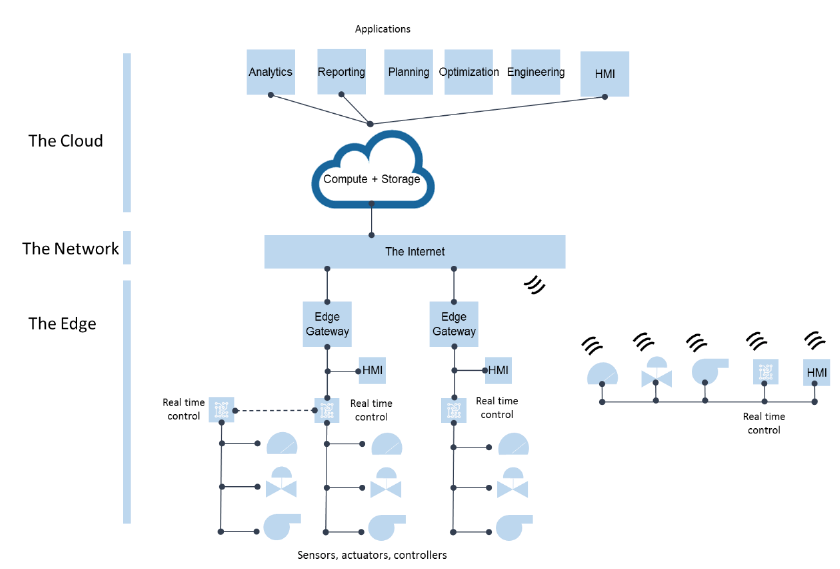 Applications
Analytics
Reporting
Planning
Optimization
Engineering
HMI
The Cloud
Compute + Storage
The Network
The Internet
The Edge
Edge
Gateway
Edge
Gateway
HMI
HMI
HMI
Real time
control
Real time
control
Real time
control
Real time
control
Sensors, actuators, controllers